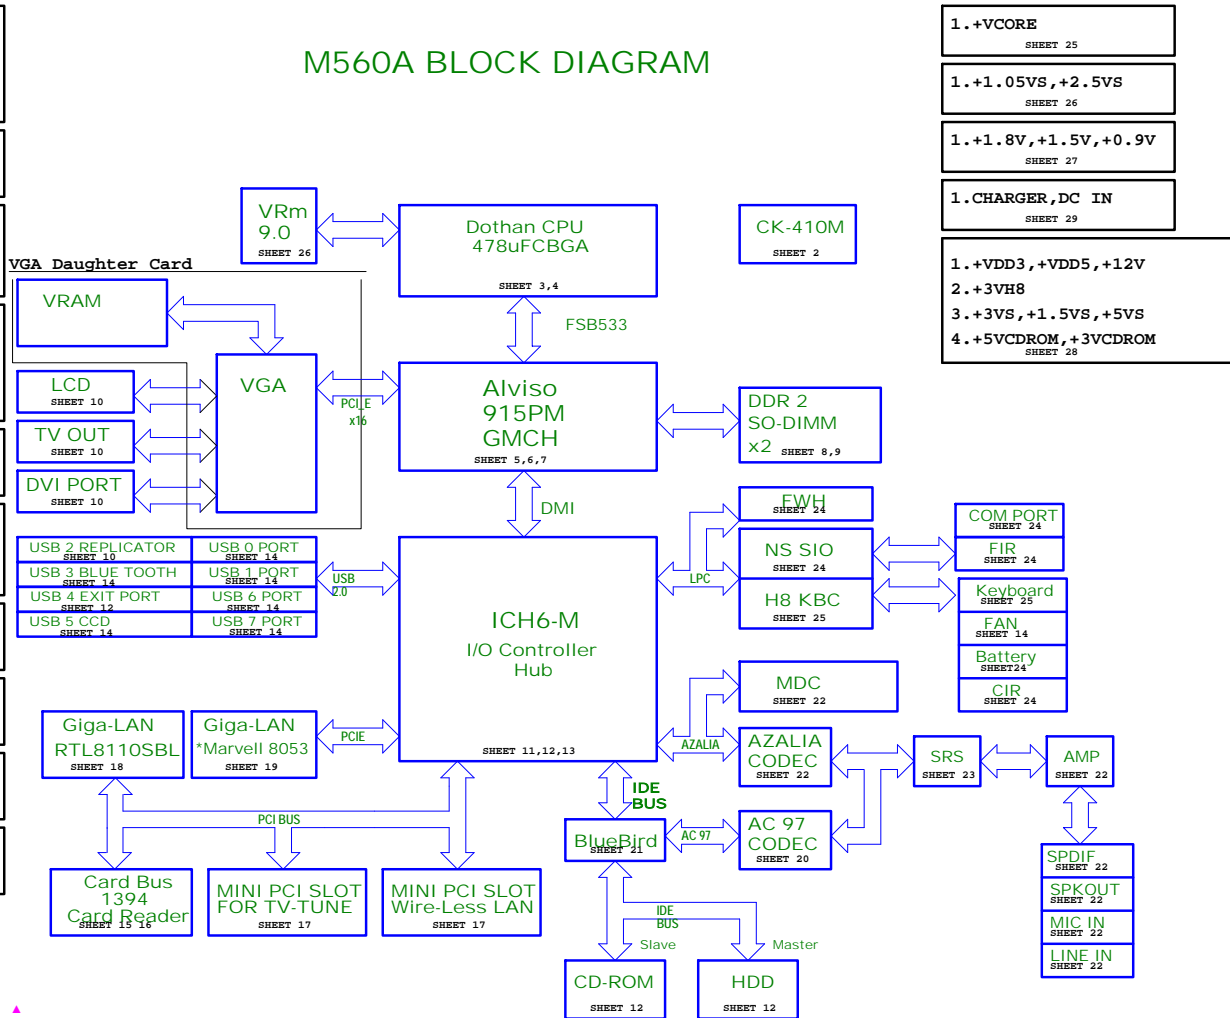 M560A BLOCK DIAGRAM
1.+VCORE
SHEET 25
1.+1.05VS,+2.5VS
SHEET 26
1.+1.8V,+1.5V,+0.9V
SHEET 27
1.CHARGER,DC IN
SHEET 29
1.+VDD3,+VDD5,+12V
2.+3VH8
3.+3VS,+1.5VS,+5VS
4.+5VCDROM,+3VCDROM
SHEET 28
VRm
9.0
SHEET 26
Dothan CPU
478uFCBGA
SHEET 3,4
CK-410M
SHEET 2
FSB533
VGA Daughter Card
VRAM
VGA
LCD
SHEET 10
TV OUT
SHEET 10
DVI PORT
SHEET 10
PCI_E
x16
Alviso
915PM
GMCH
SHEET 5,6,7
DDR 2
SO-DIMM
x2 SHEET 8,9
DMI
USB 2 REPLICATOR
SHEET 10
USB 0 PORT
SHEET 14
USB 3 BLUE TOOTH
SHEET 14
USB 1 PORT
SHEET 14
USB 4 EXIT PORT
SHEET 12
USB 6 PORT
SHEET 14
USB 5 CCD
SHEET 14
USB 7 PORT
SHEET 14
USB
2.0
ICH6-M
I/O Controller
Hub
SHEET 11,12,13
LPC
FWH
SHEET 24
NS SIO
SHEET 24
H8 KBC
SHEET 25
COM PORT
SHEET 24
FIR
SHEET 24
Keyboard
SHEET 25
FAN
SHEET 14
Battery
SHEET24
CIR
SHEET 24
Giga-LAN
RTL8110SBL
SHEET 18
Giga-LAN
*Marvell 8053
SHEET 19
PCIE
AZALIA
MDC
SHEET 22
AZALIA
CODEC
SHEET 22
SRS
SHEET 23
AMP
SHEET 22
IDE
BUS
PCI BUS
BlueBird
SHEET 21
AC 97
AC 97
CODEC
SHEET 20
SPDIF
SHEET 22
SPKOUT
SHEET 22
MIC IN
SHEET 22
LINE IN
SHEET 22
Card Bus
1394
Card Reader
SHEET 15 16
MINI PCI SLOT
FOR TV-TUNE
SHEET 17
MINI PCI SLOT
Wire-Less LAN
SHEET 17
IDE
BUS
Slave
Master
CD-ROM
SHEET 12
HDD
SHEET 12